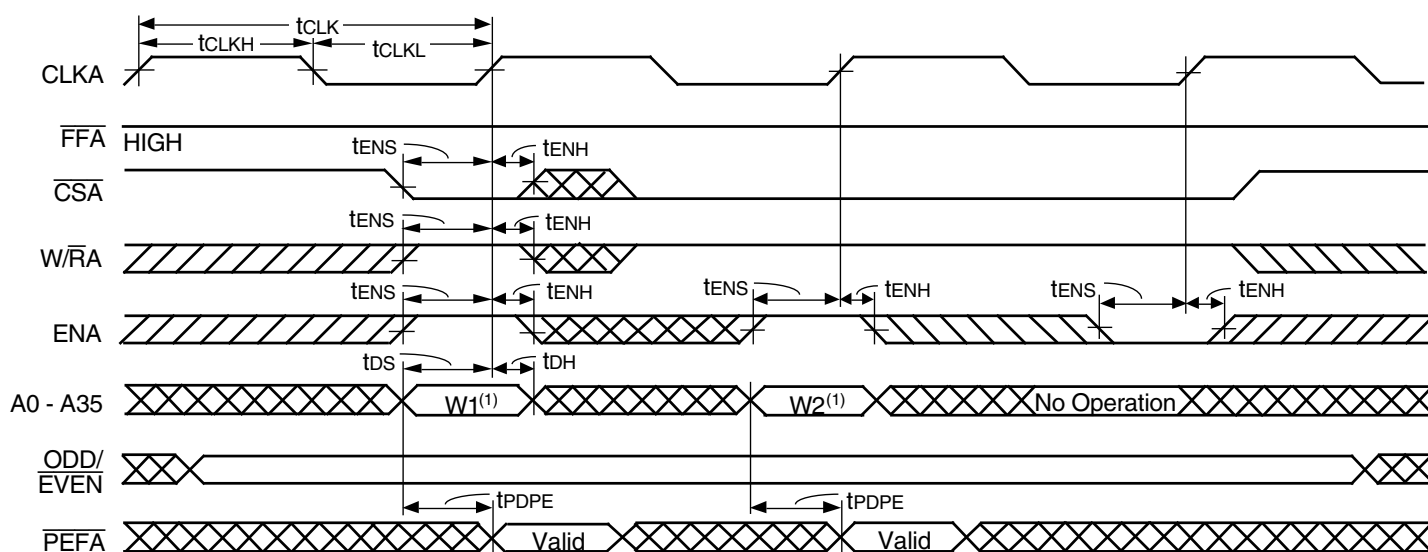 tCLK
tCLKH tCLKL
CLKA
FFA HIGH
tENS tENH
CSA
tENS tENH
W/RA
tENS tENH tENS tENH tENS tENH
ENA
tDS tDH
A0 - A35 W1(1) W2(1) No Operation
ODD/
EVEN
tPDPE tPDPE
PEFA Valid Valid